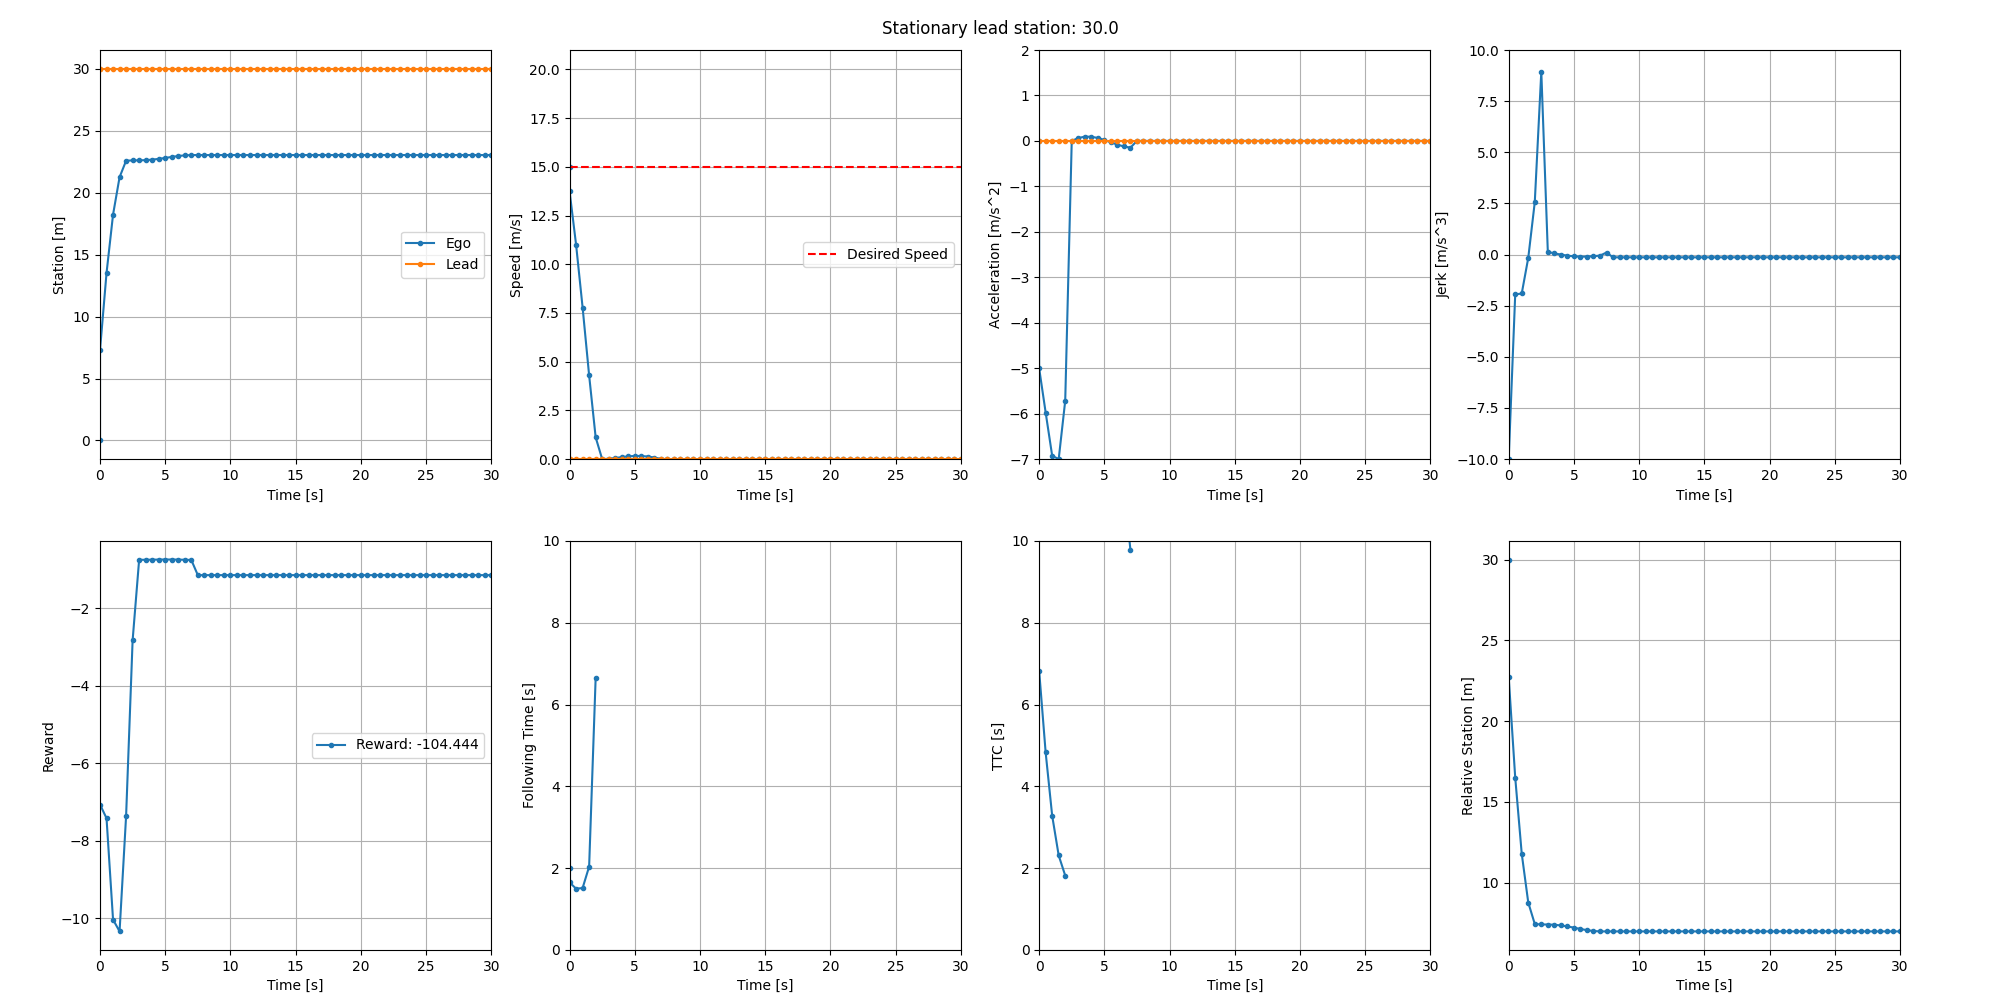 Stationary lead station: 30.0
30
25
20
15
10
5
0
Station [m]
Ego
Lead
0 5 10 15 20 25 30
Time [s]
20.0
17.5
15.0
12.5
10.0
7.5
5.0
2.5
0.0
Speed [m/s]
Desired Speed
0 5 10 15 20 25 30
Time [s]
2
1
0
−1
−2
−3
−4
−5
−6
−7
Acceleration [m/s^2]
0 5 10 15 20 25 30
Time [s]
10.0
7.5
5.0
2.5
0.0
−2.5
−5.0
−7.5
−10.0
Jerk [m/s^3]
0 5 10 15 20 25 30
Time [s]
−2
−4
−6
−8
−10
Reward
Reward: -104.444
0 5 10 15 20 25 30
Time [s]
10
8
6
4
2
0
Following Time [s]
0 5 10 15 20 25 30
Time [s]
10
8
6
4
2
0
TTC [s]
0 5 10 15 20 25 30
Time [s]
30
25
20
15
10
Relative Station [m]
0 5 10 15 20 25 30
Time [s]